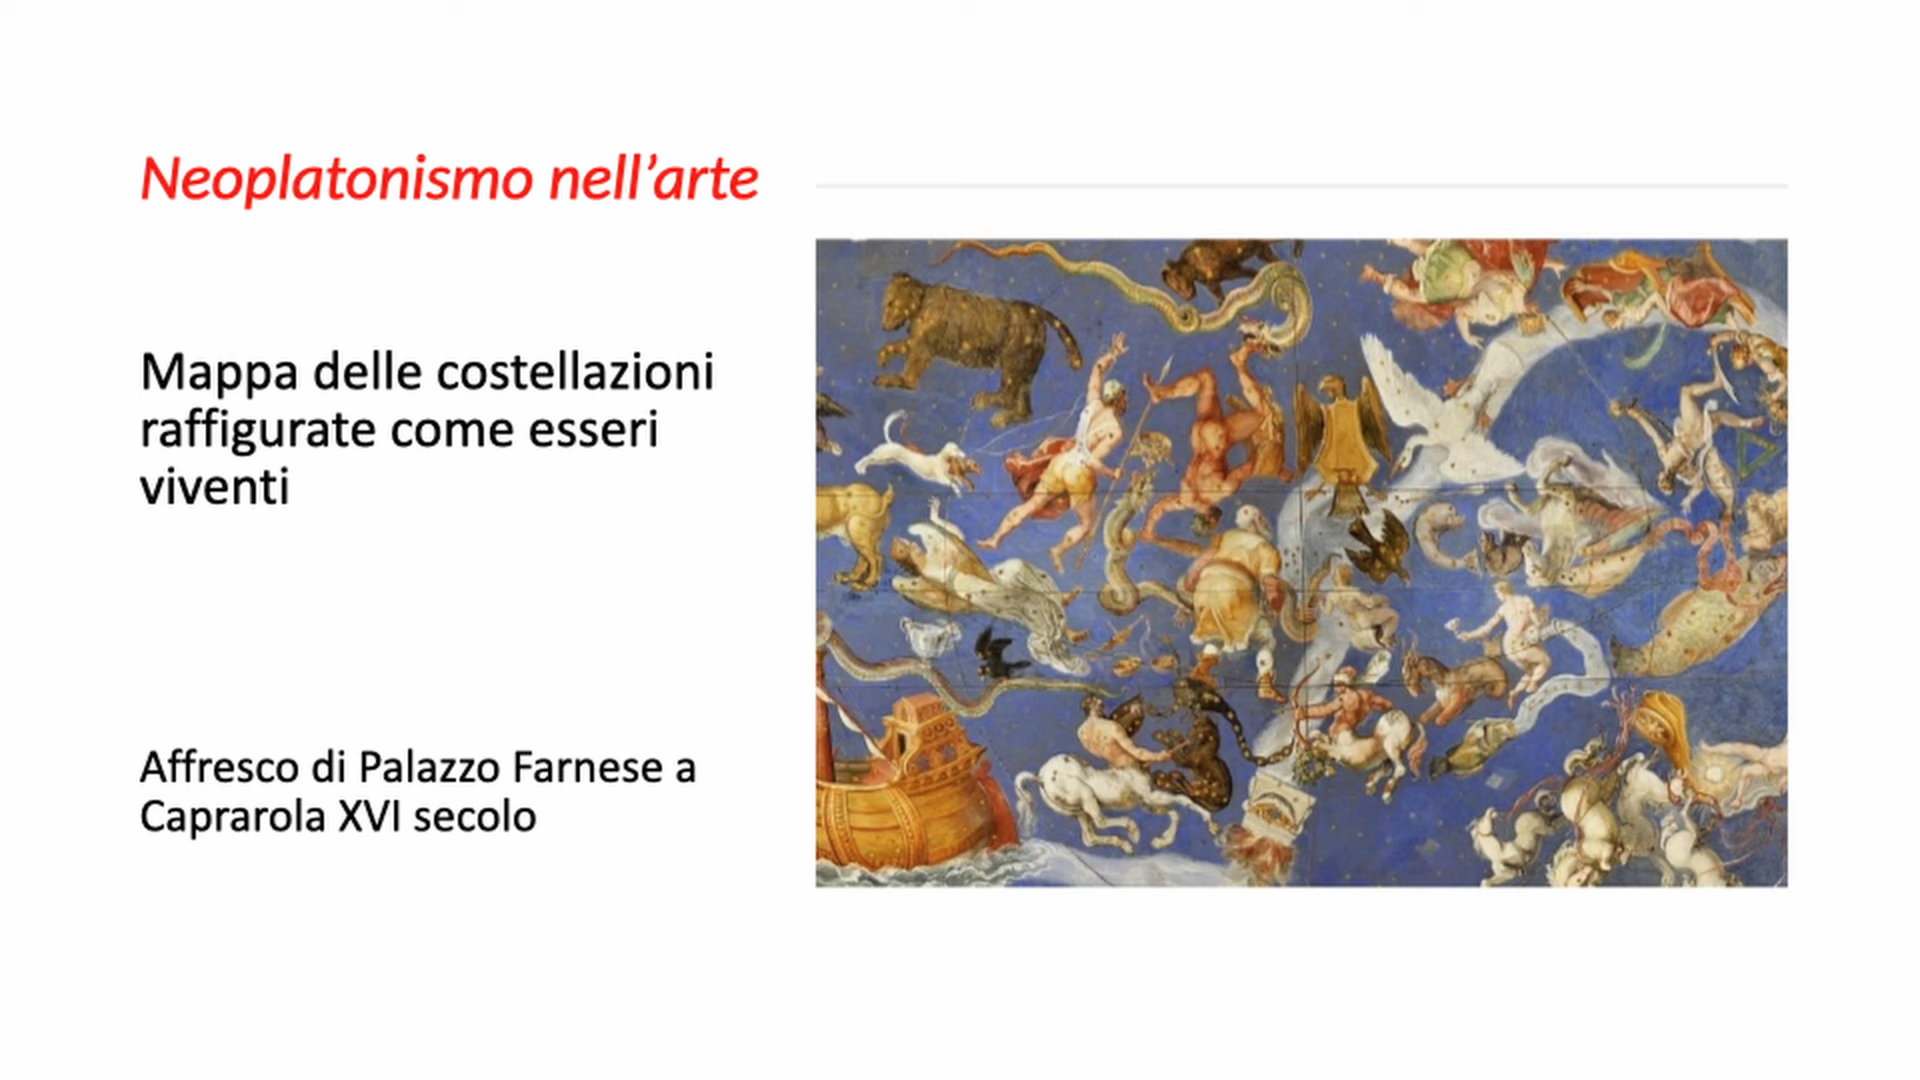 Neoplatonismo nell’arte
Mappa delle costellazioni
raffigurate come esseri
viventi
Affresco di Palazzo Farnese a
Caprarola XVI secolo